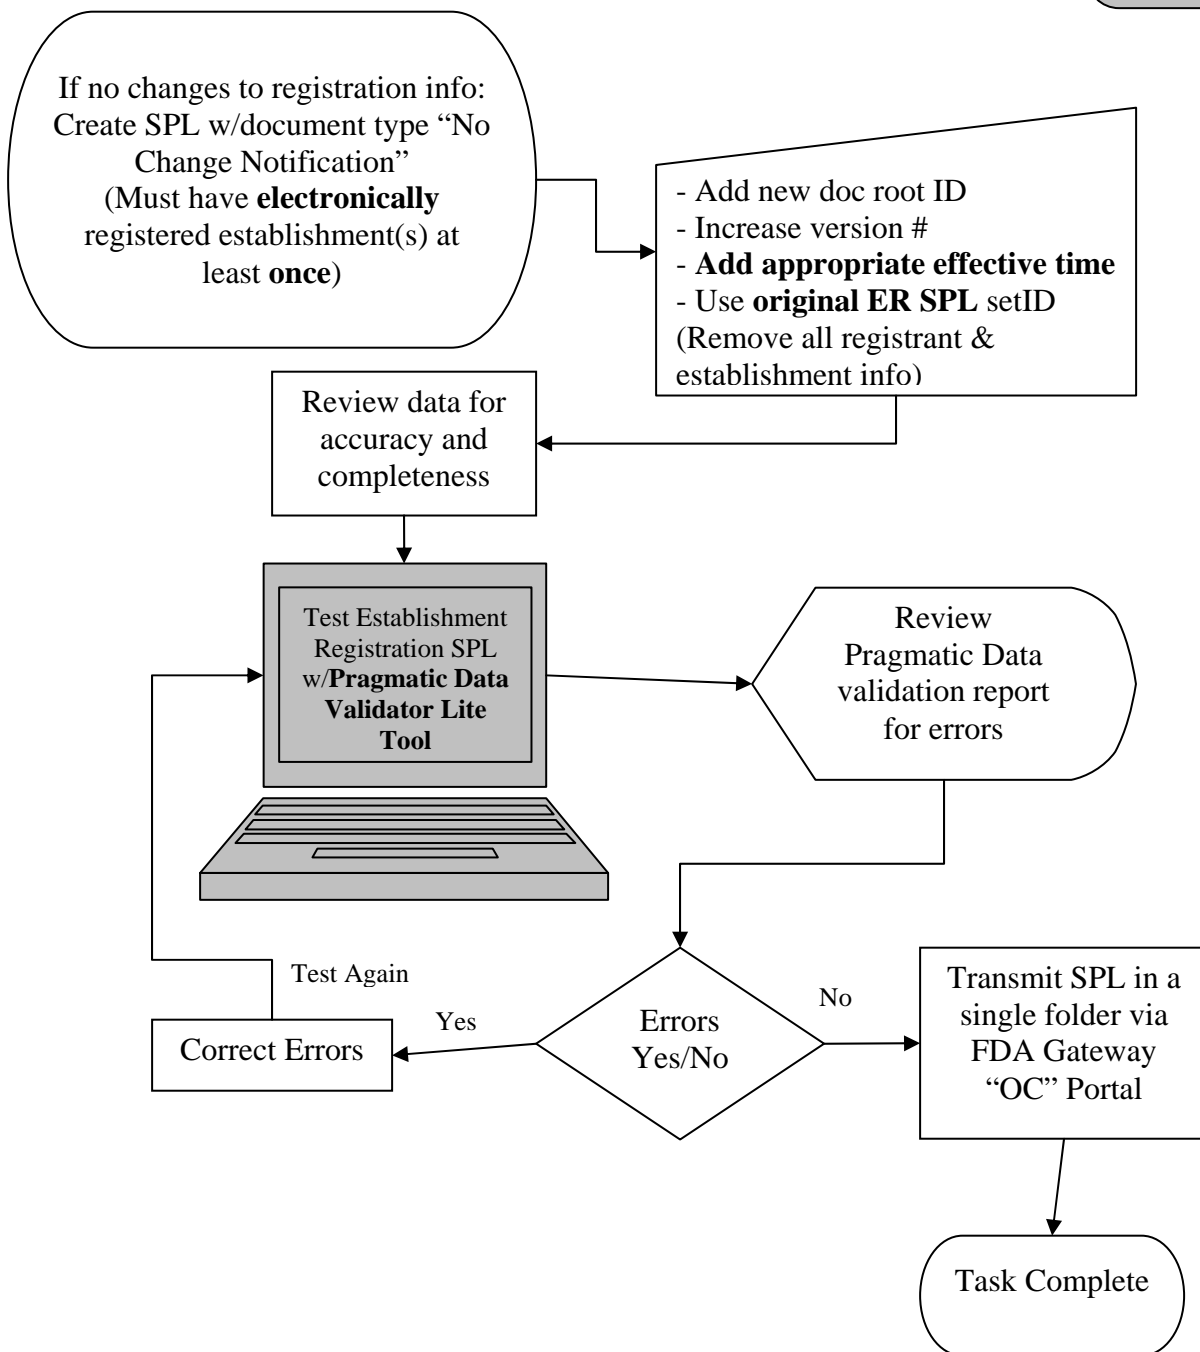 If no changes to registration info:
Create SPL w/document type “No
Change Notification”
(Must have electronically
registered establishment(s) at
least once)
- Add new doc root ID
- Increase version #
- Add appropriate effective time
- Use original ER SPL setID
(Remove all registrant &
establishment info)
Review data for
accuracy and
completeness
Test Establishment
Registration SPL
w/Pragmatic Data
Validator Lite
Tool
Review
Pragmatic Data
validation report
for errors
Test Again
Correct Errors
Yes
Errors
Yes/No
No
Transmit SPL in a
single folder via
FDA Gateway
“OC” Portal
Task Complete